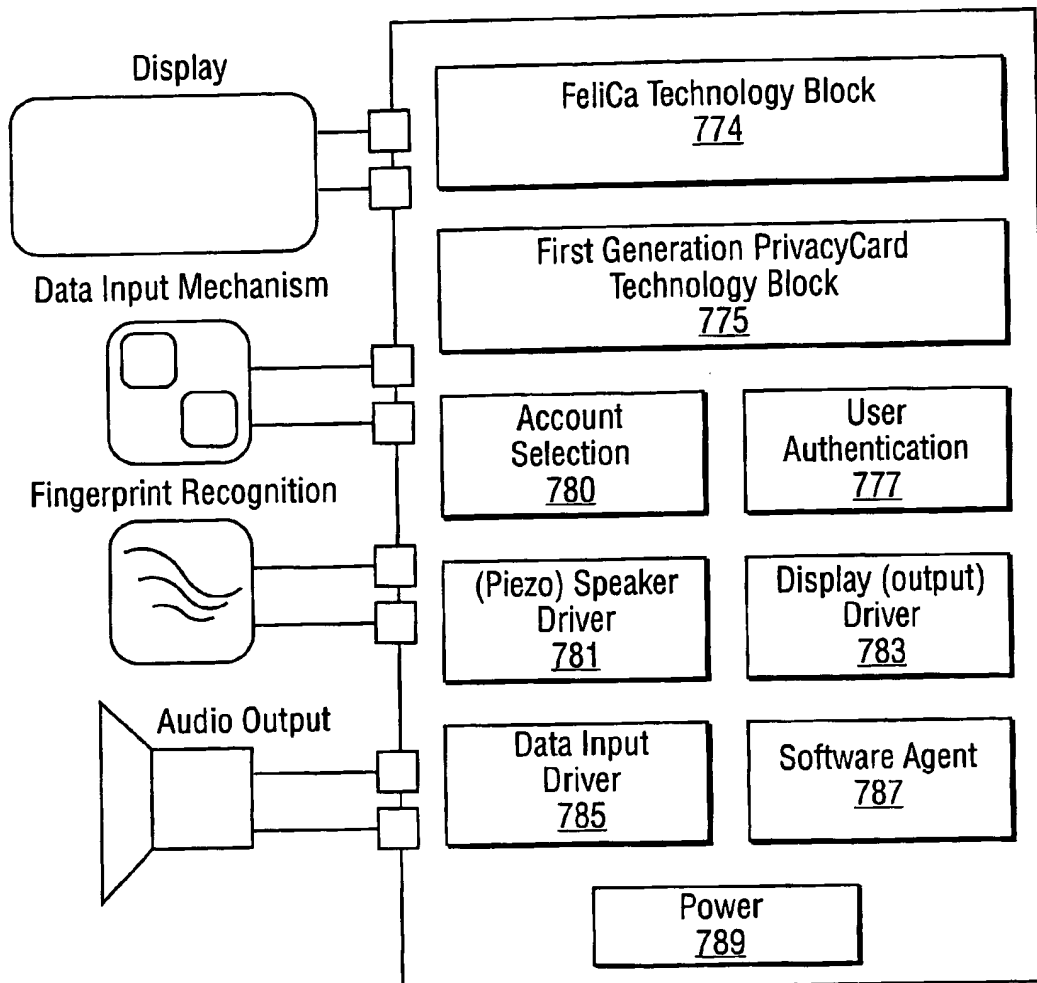 Display
FeliCa Technology Block
774
First Generation PrivacyCard
Technology Block
775
Data Input Mechanism
Account
Selection
780
User
Authentication
777
Fingerprint Recognition
(Piezo) Speaker
Driver
781
Display (output)
Driver
783
Audio Output
Data Input
Driver
785
Software Agent
787
Power
789